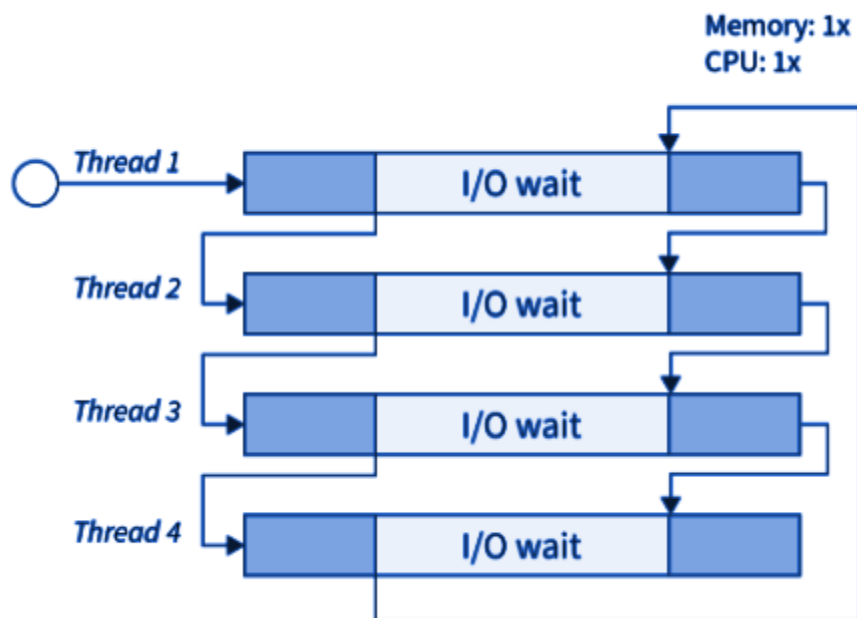 Memory: 1x
CPU: 1x
Thread 1
I/O wait
Thread 2
I/O wait
Thread 3
I/O wait
Thread 4
I/O wait